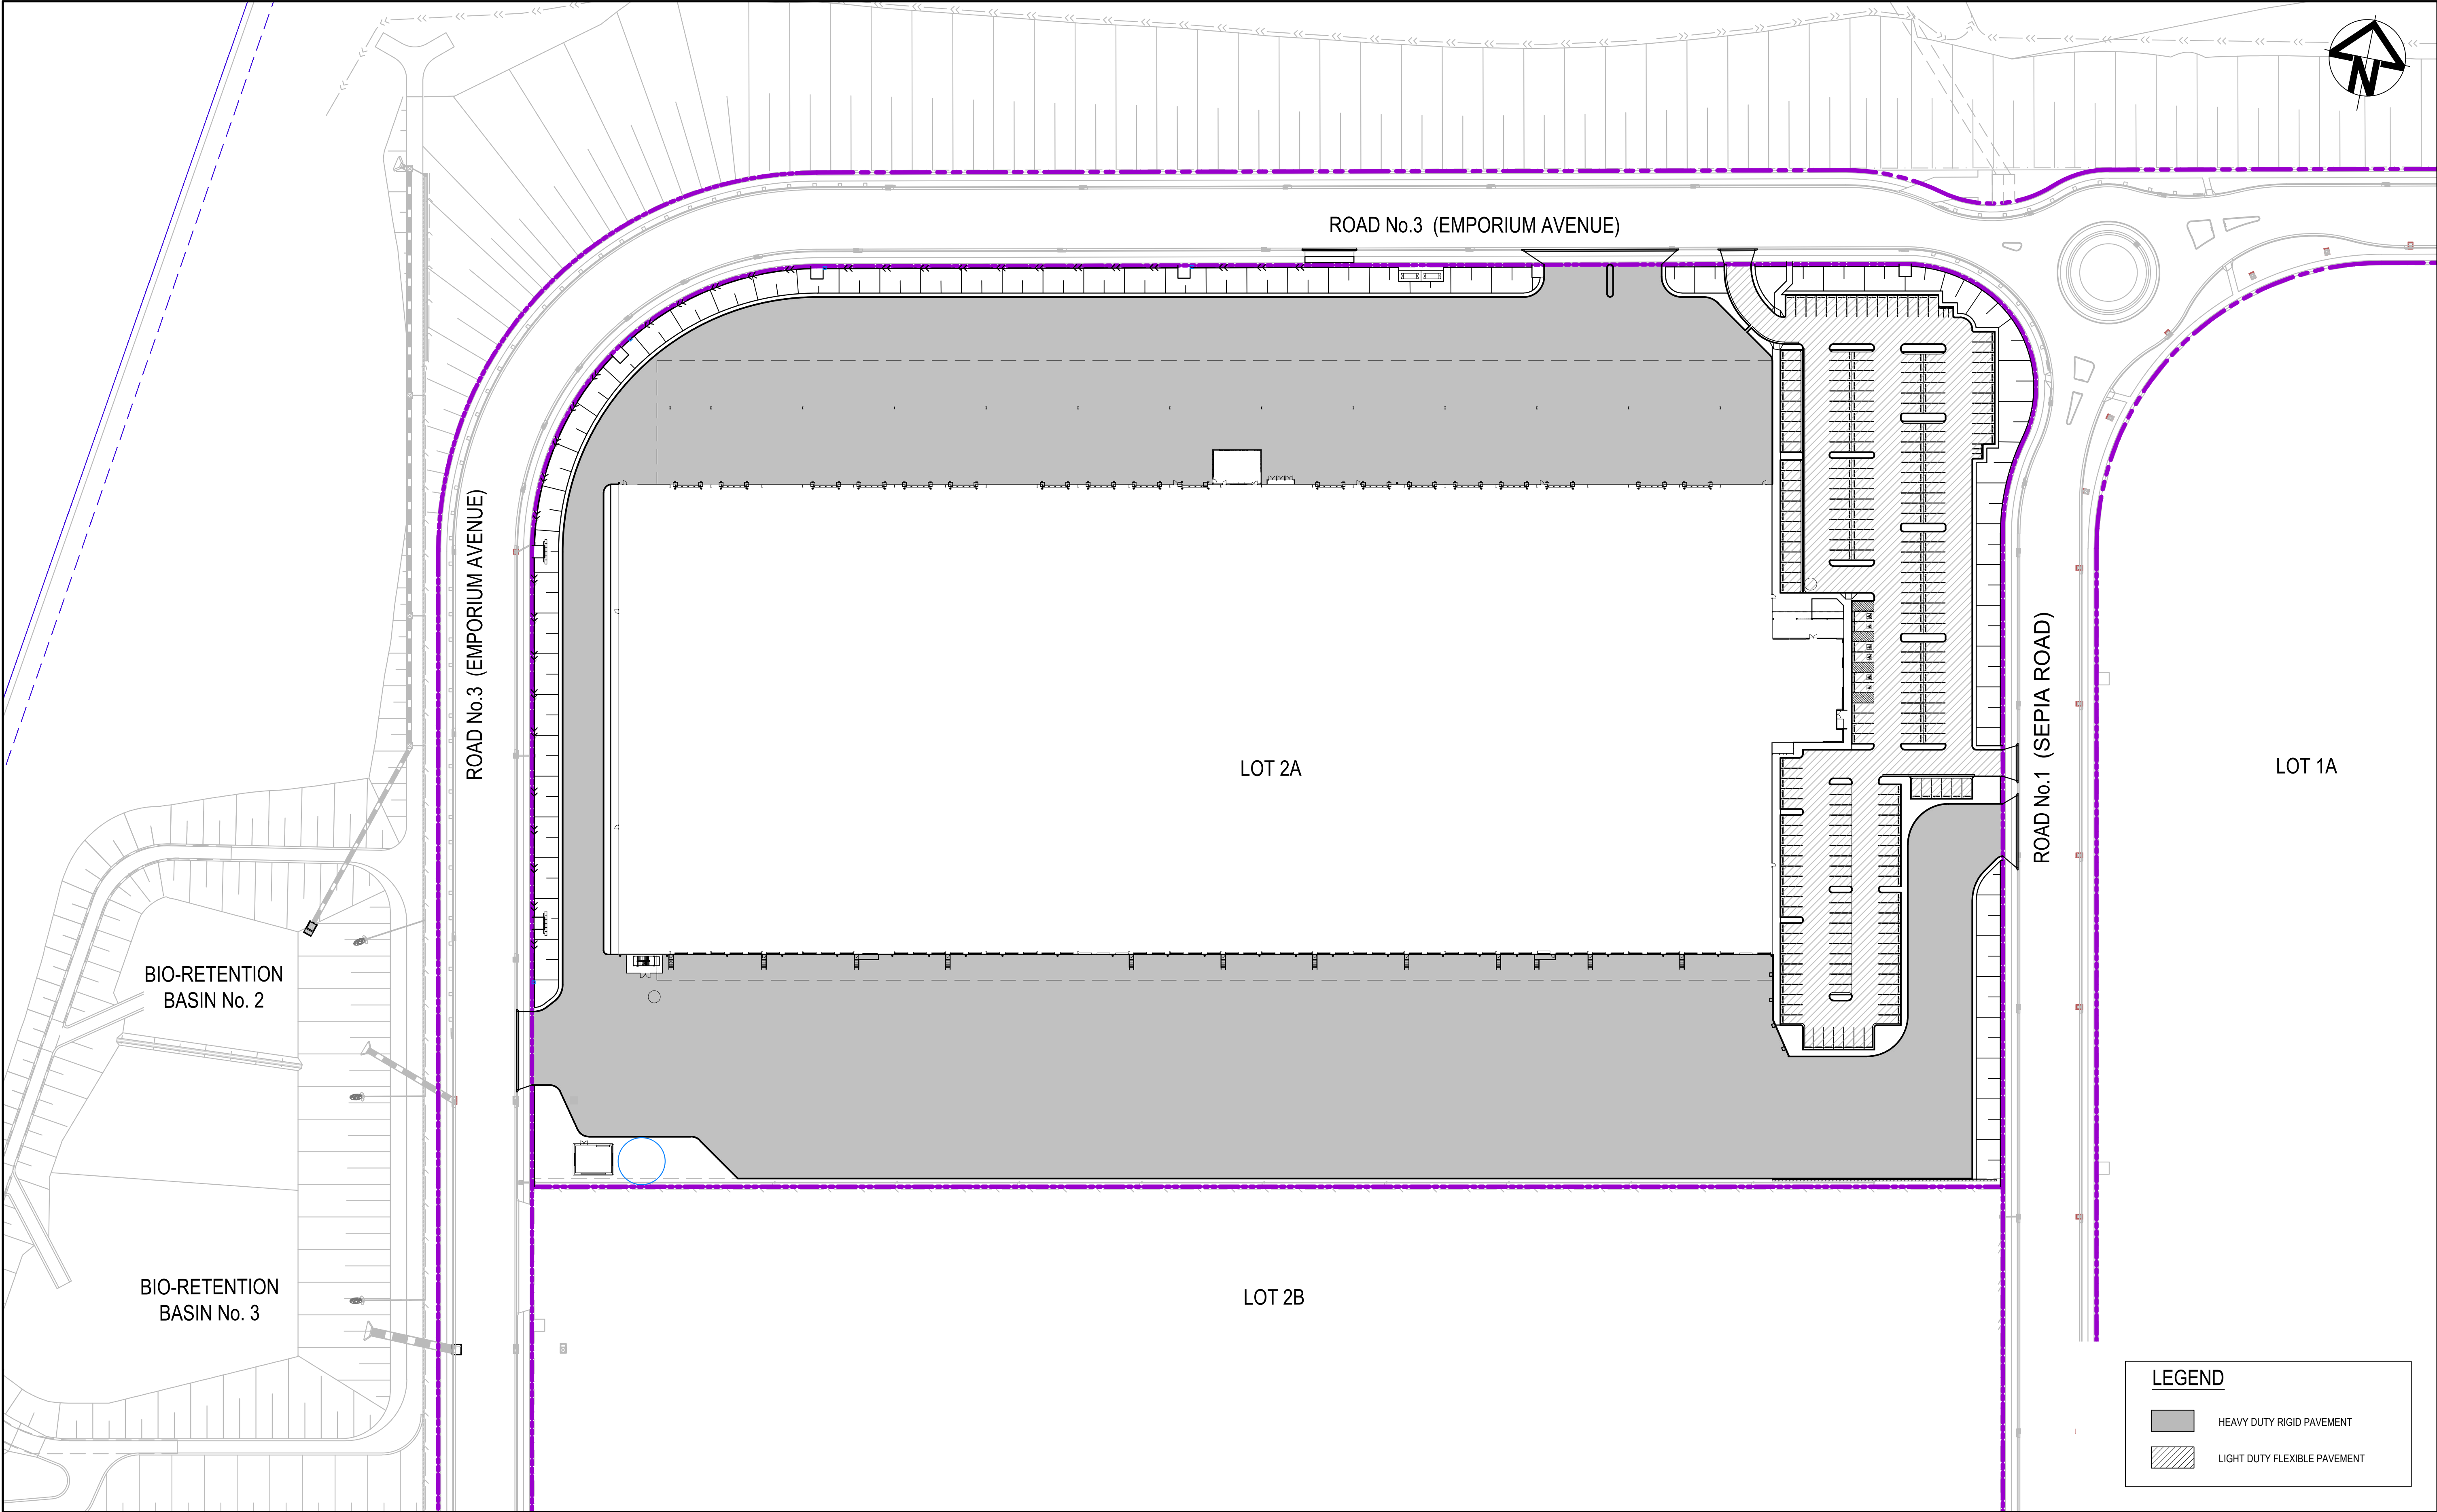 N
ROAD No.3 (EMPORIUM AVENUE)
ROAD No.3 (EMPORIUM AVENUE)
ROAD No.1 (SEPIA ROAD)
LOT 2A
LOT 1A
BIO-RETENTION
BASIN No. 2
BIO-RETENTION
BASIN No. 3
LOT 2B
LEGEND
HEAVY DUTY RIGID PAVEMENT
LIGHT DUTY FLEXIBLE PAVEMENT